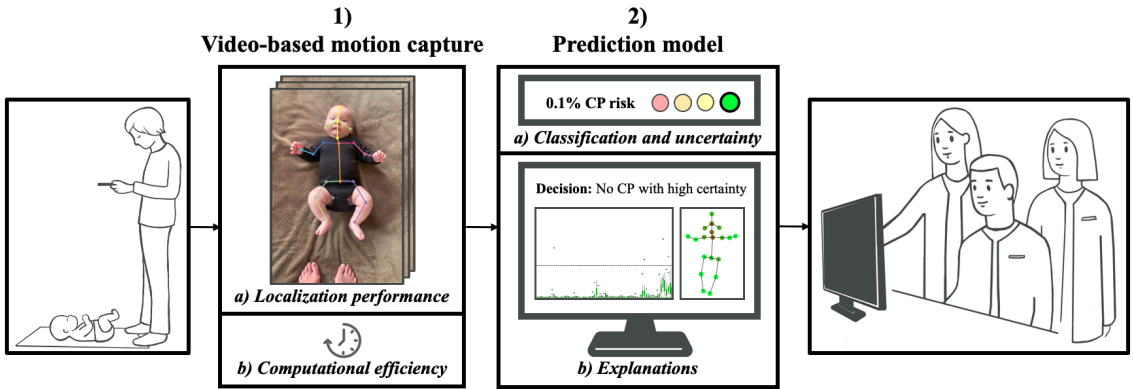 1)
Video-based motion capture
a) Localization performance
b) Computational efficiency
2)
Prediction model
0.1% CP risk
a) Classification and uncertainty
Decision: No CP with high certainty
b) Explanations